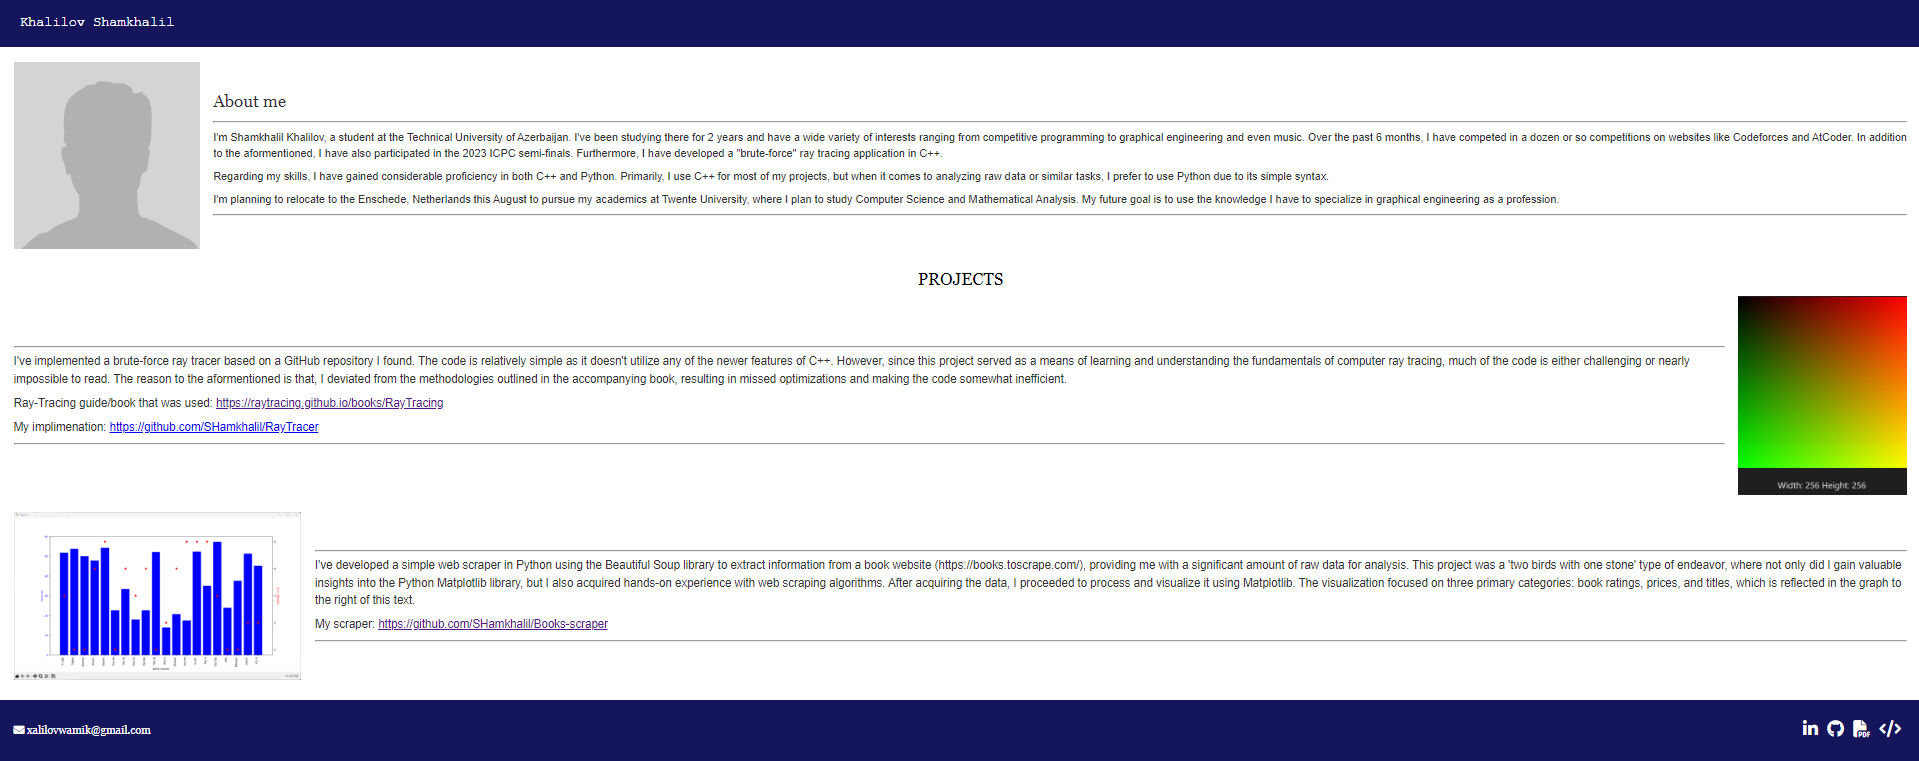 Khalilov Shamkhalil
About me
I'm Shamkhalil Khalilov, a student at the Technical University of Azerbaijan. I've been studying there for 2 years and have a wide variety of interests ranging from competitive programming to graphical engineering and even music. Over the past 6 months, I have competed in a dozen or so competitions on websites like Codeforces and AtCoder. In addition
to the aformentioned, I have also participated in the 2023 ICPC semi-finals. Furthermore, I have developed a "brute-force" ray tracing application in C++.
Regarding my skills, I have gained considerable proficiency in both C++ and Python. Primarily, I use C++ for most of my projects, but when it comes to analyzing raw data or similar tasks, I prefer to use Python due to its simple syntax.
I'm planning to relocate to the Enschede, Netherlands this August to pursue my academics at Twente University, where I plan to study Computer Science and Mathematical Analysis. My future goal is to use the knowledge I have to specialize in graphical engineering as a profession.
PROJECTS
I've implemented a brute-force ray tracer based on a GitHub repository I found. The code is relatively simple as it doesn't utilize any of the newer features of C++. However, since this project served as a means of learning and understanding the fundamentals of computer ray tracing, much of the code is either challenging or nearly
impossible to read. The reason to the aformentioned is that, I deviated from the methodologies outlined in the accompanying book, resulting in missed optimizations and making the code somewhat inefficient.
Ray-Tracing guide/book that was used: https://raytracing.github.io/books/RayTracing
My implimenation: https://github.com/SHamkhalil/RayTracer
Width: 256 Height: 256
I've developed a simple web scraper in Python using the Beautiful Soup library to extract information from a book website (https://books.toscrape.com/), providing me with a significant amount of raw data for analysis. This project was a 'two birds with one stone' type of endeavor, where not only did I gain valuable
insights into the Python Matplotlib library, but I also acquired hands-on experience with web scraping algorithms. After acquiring the data, I proceeded to process and visualize it using Matplotlib. The visualization focused on three primary categories: book ratings, prices, and titles, which is reflected in the graph to
the right of this text.
My scraper: https://github.com/SHamkhalil/Books-scraper
xalilovwamik@gmail.com
PDF